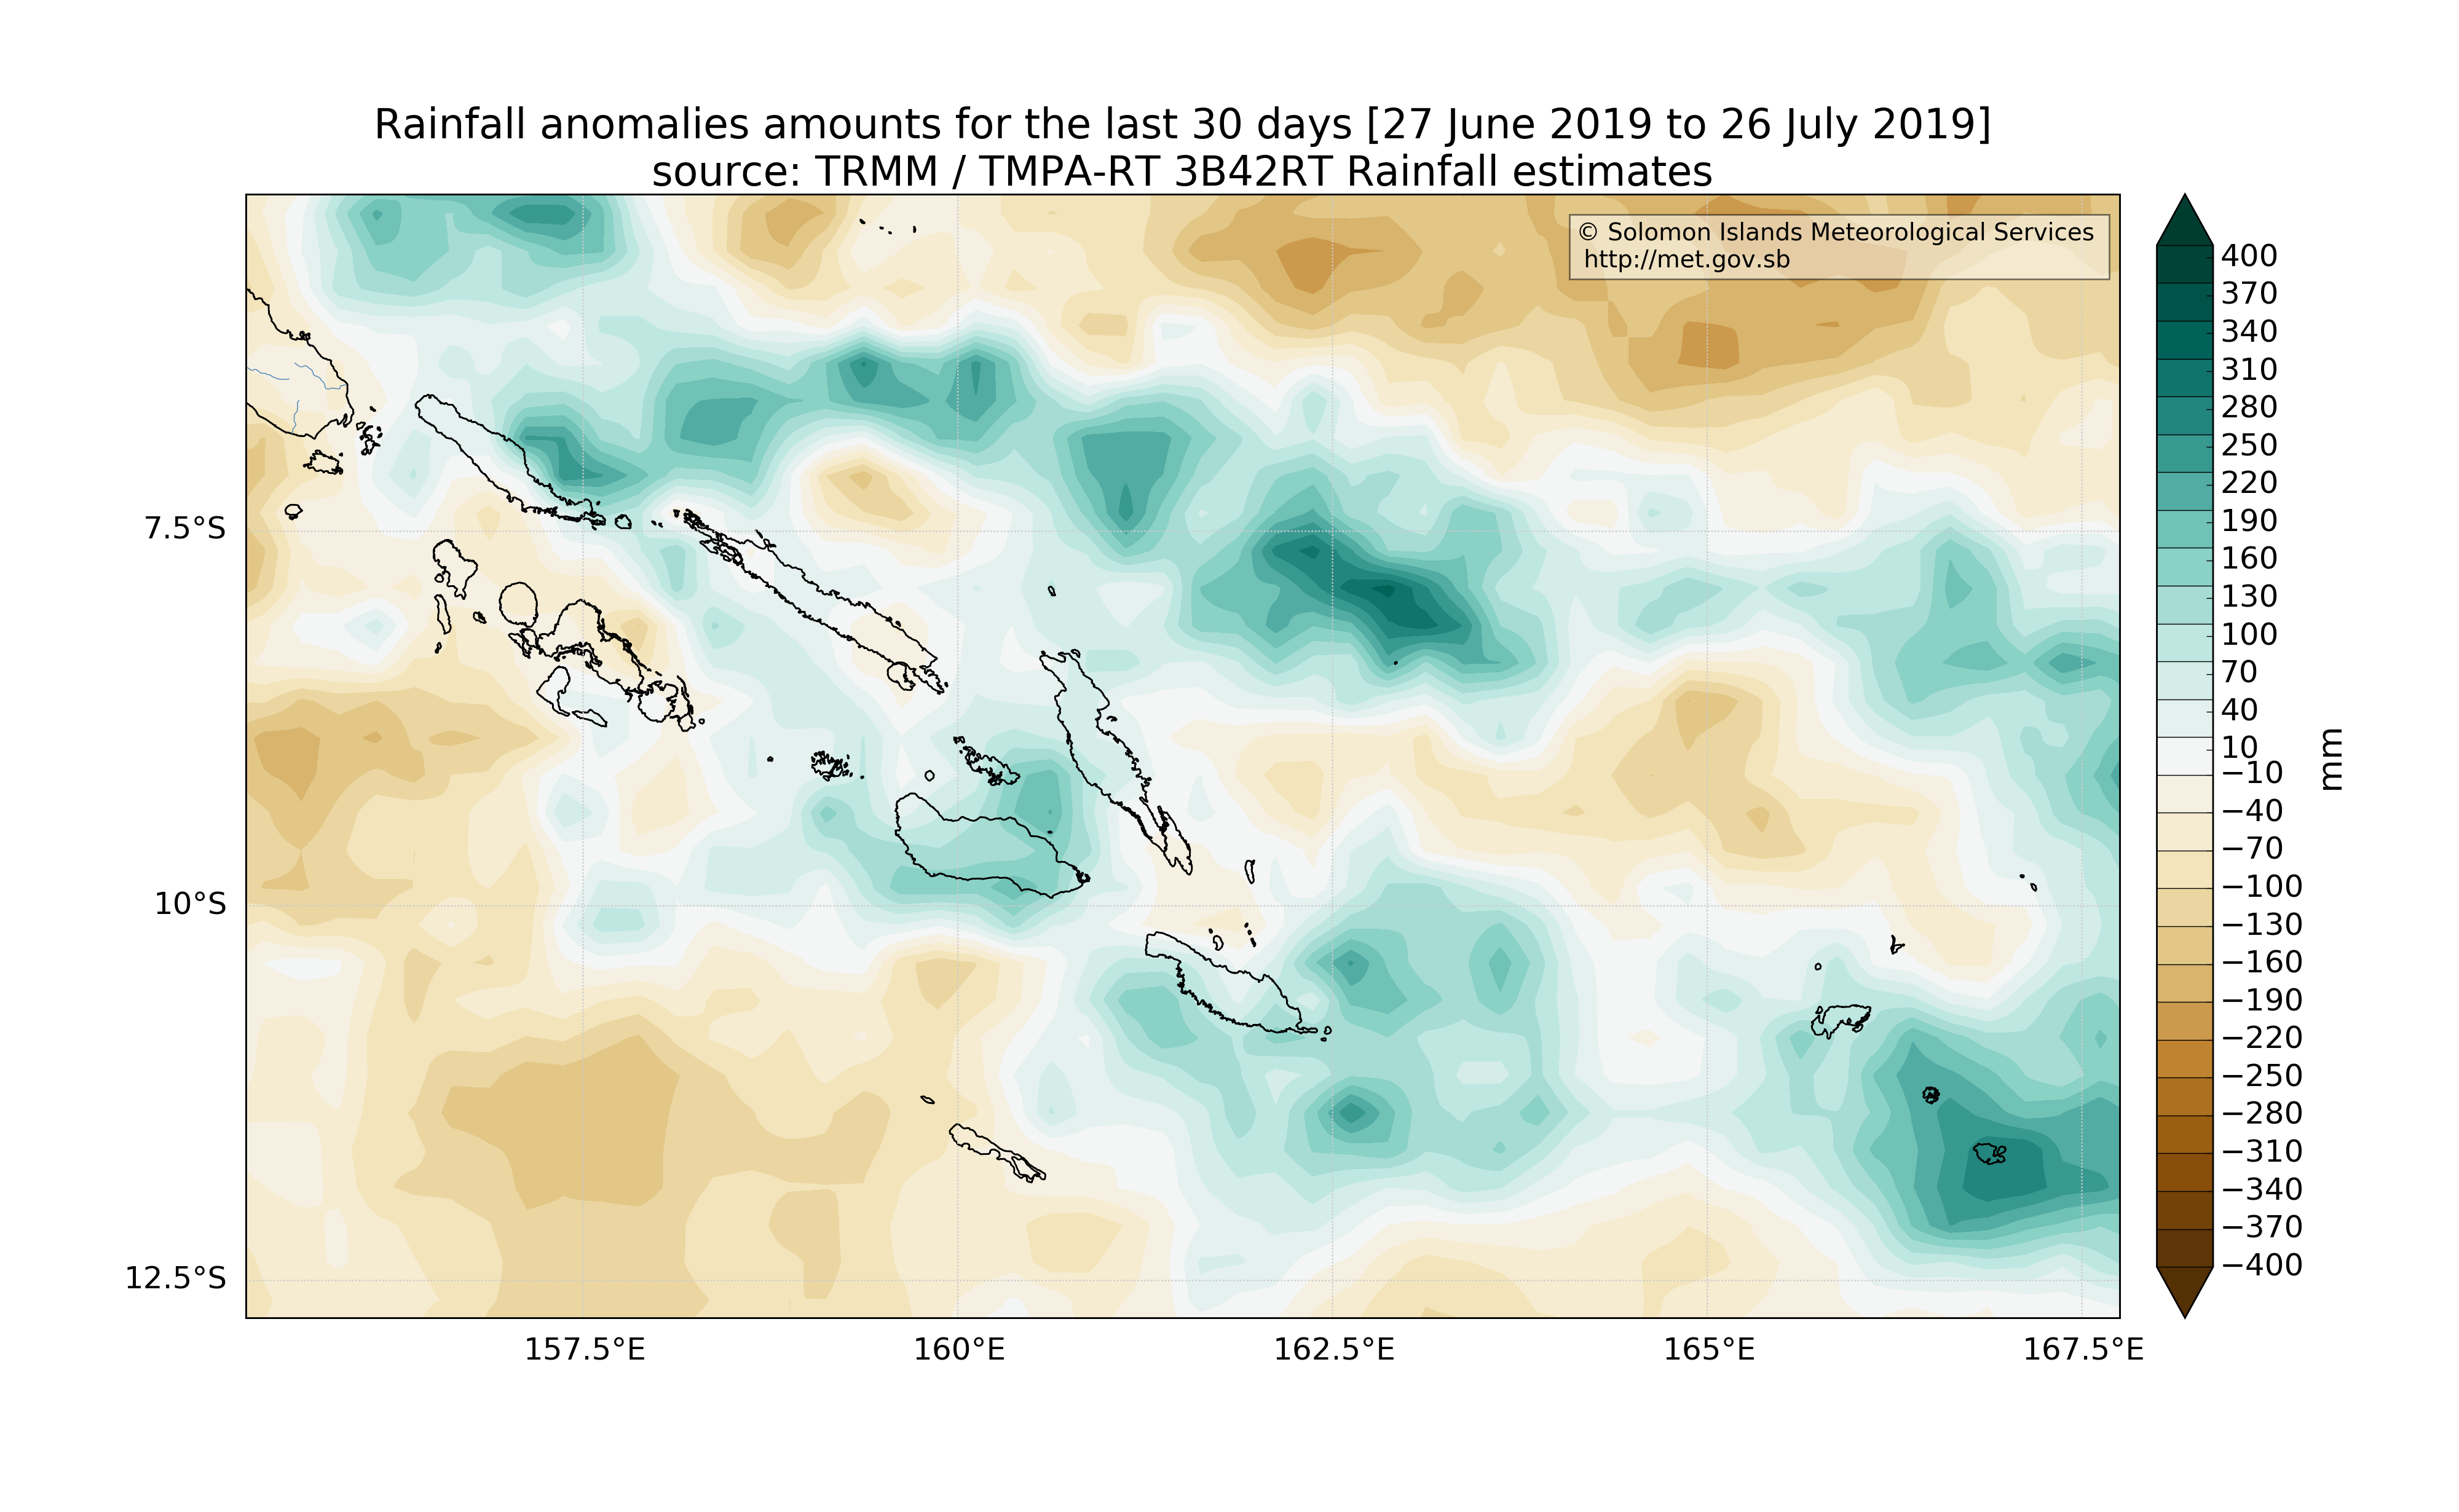 Rainfall anomalies amounts for the last 30 days [27 June 2019 to 26 July 2019]
source: TRMM / TMPA-RT 3B42RT Rainfall estimates
© Solomon Islands Meteorological Services
http://met.gov.sb
7.5°S
10°S
12.5°S
157.5°E
160°E
162.5°E
165°E
167.5°E
400
370
340
310
280
250
220
190
160
130
100
70
40
10
−10
−40
−70
−100
−130
−160
−190
−220
−250
−280
−310
−340
−370
−400
mm